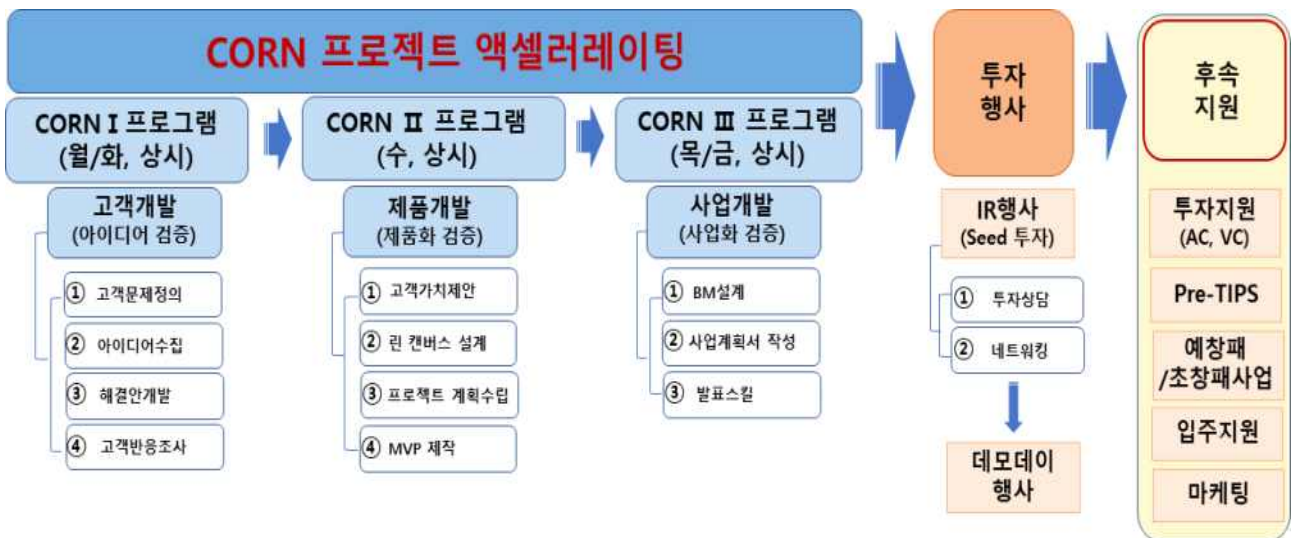 CORN 프로젝트 액셀러레이팅
CORN Ⅰ 프로그램
(월/화, 상시)
고객개발
(아이디어 검증)
① 고객문제정의
② 아이디어수집
③ 해결안개발
④ 고객반응조사
CORN Ⅱ 프로그램
(수, 상시)
제품개발
(제품화 검증)
① 고객가치제안
② 린 캔버스 설계
③ 프로젝트 계획수립
④ MVP 제작
CORN Ⅲ 프로그램
(목/금, 상시)
사업개발
(사업화 검증)
① BM설계
② 사업계획서 작성
③ 발표스킬
투자
행사
IR행사
(Seed 투자)
① 투자상담
② 네트워킹
데모데이
행사
후속
지원
투자지원
(AC, VC)
Pre-TIPS
예창패
/초창패사업
입주지원
마케팅